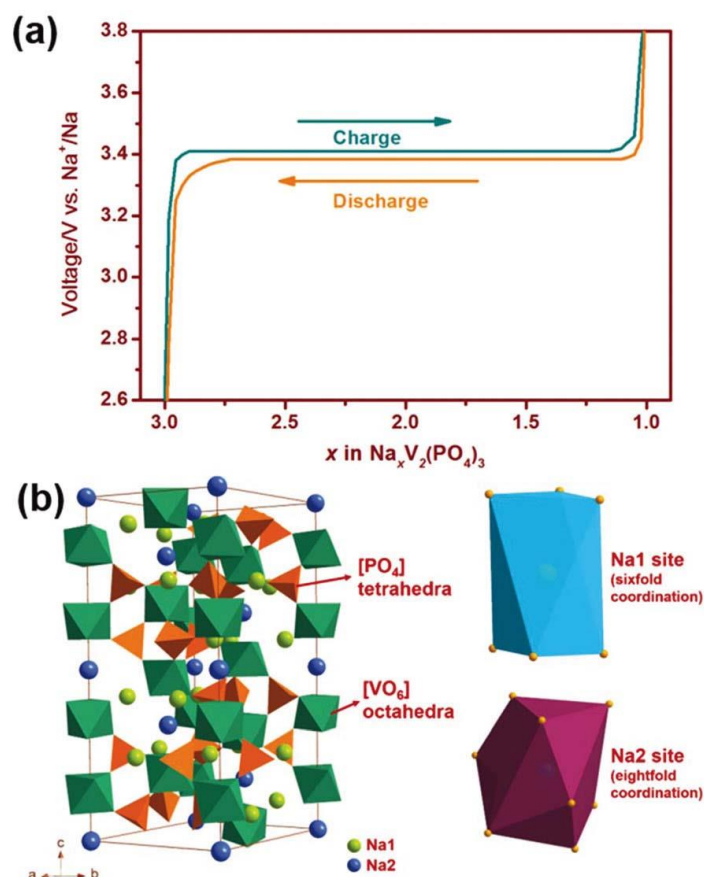 (a)
3.8
3.6
3.4
3.2
3.0
2.8
2.6
Voltage/V vs. Na⁺/Na
Charge
Discharge
3.0
2.5
2.0
1.5
1.0
x in NaₓV₂(PO₄)₃
(b)
[PO₄]
tetrahedra
[VO₆]
octahedra
Na1 site
(sixfold
coordination)
Na2 site
(eightfold
coordination)
Na1
Na2
c
a
b